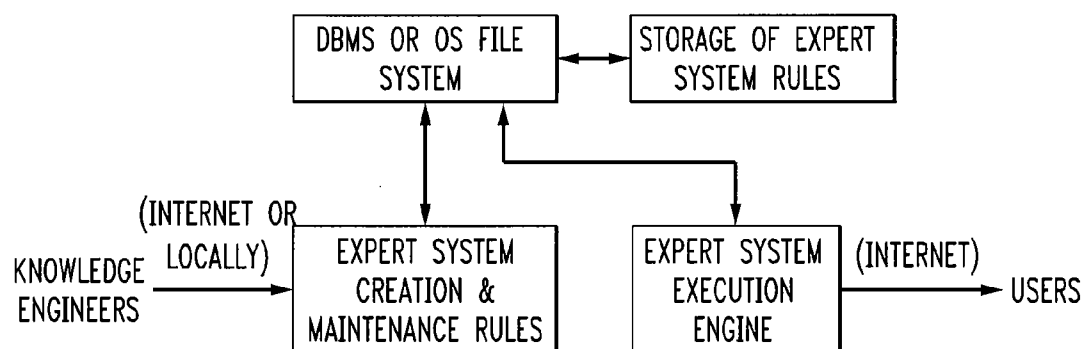 DBMS OR OS FILE
SYSTEM
STORAGE OF EXPERT
SYSTEM RULES
(INTERNET OR
LOCALLY)
KNOWLEDGE
ENGINEERS
EXPERT SYSTEM
CREATION &
MAINTENANCE RULES
EXPERT SYSTEM
EXECUTION
ENGINE
(INTERNET)
USERS